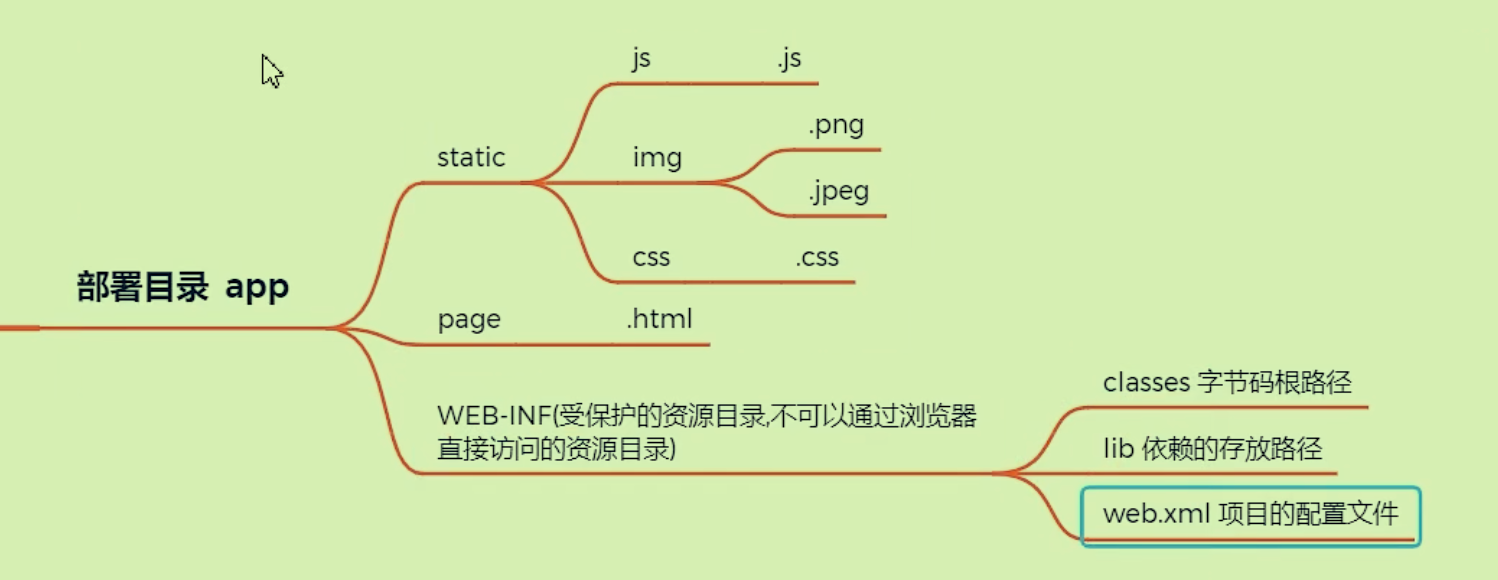 js .js
.png
static img
.jpeg
css .css
部署目录 app
page .html
classes 字节码根路径
WEB-INF(受保护的资源目录,不可以通过浏览器
直接访问的资源目录)
lib 依赖的存放路径
web.xml 项目的配置文件